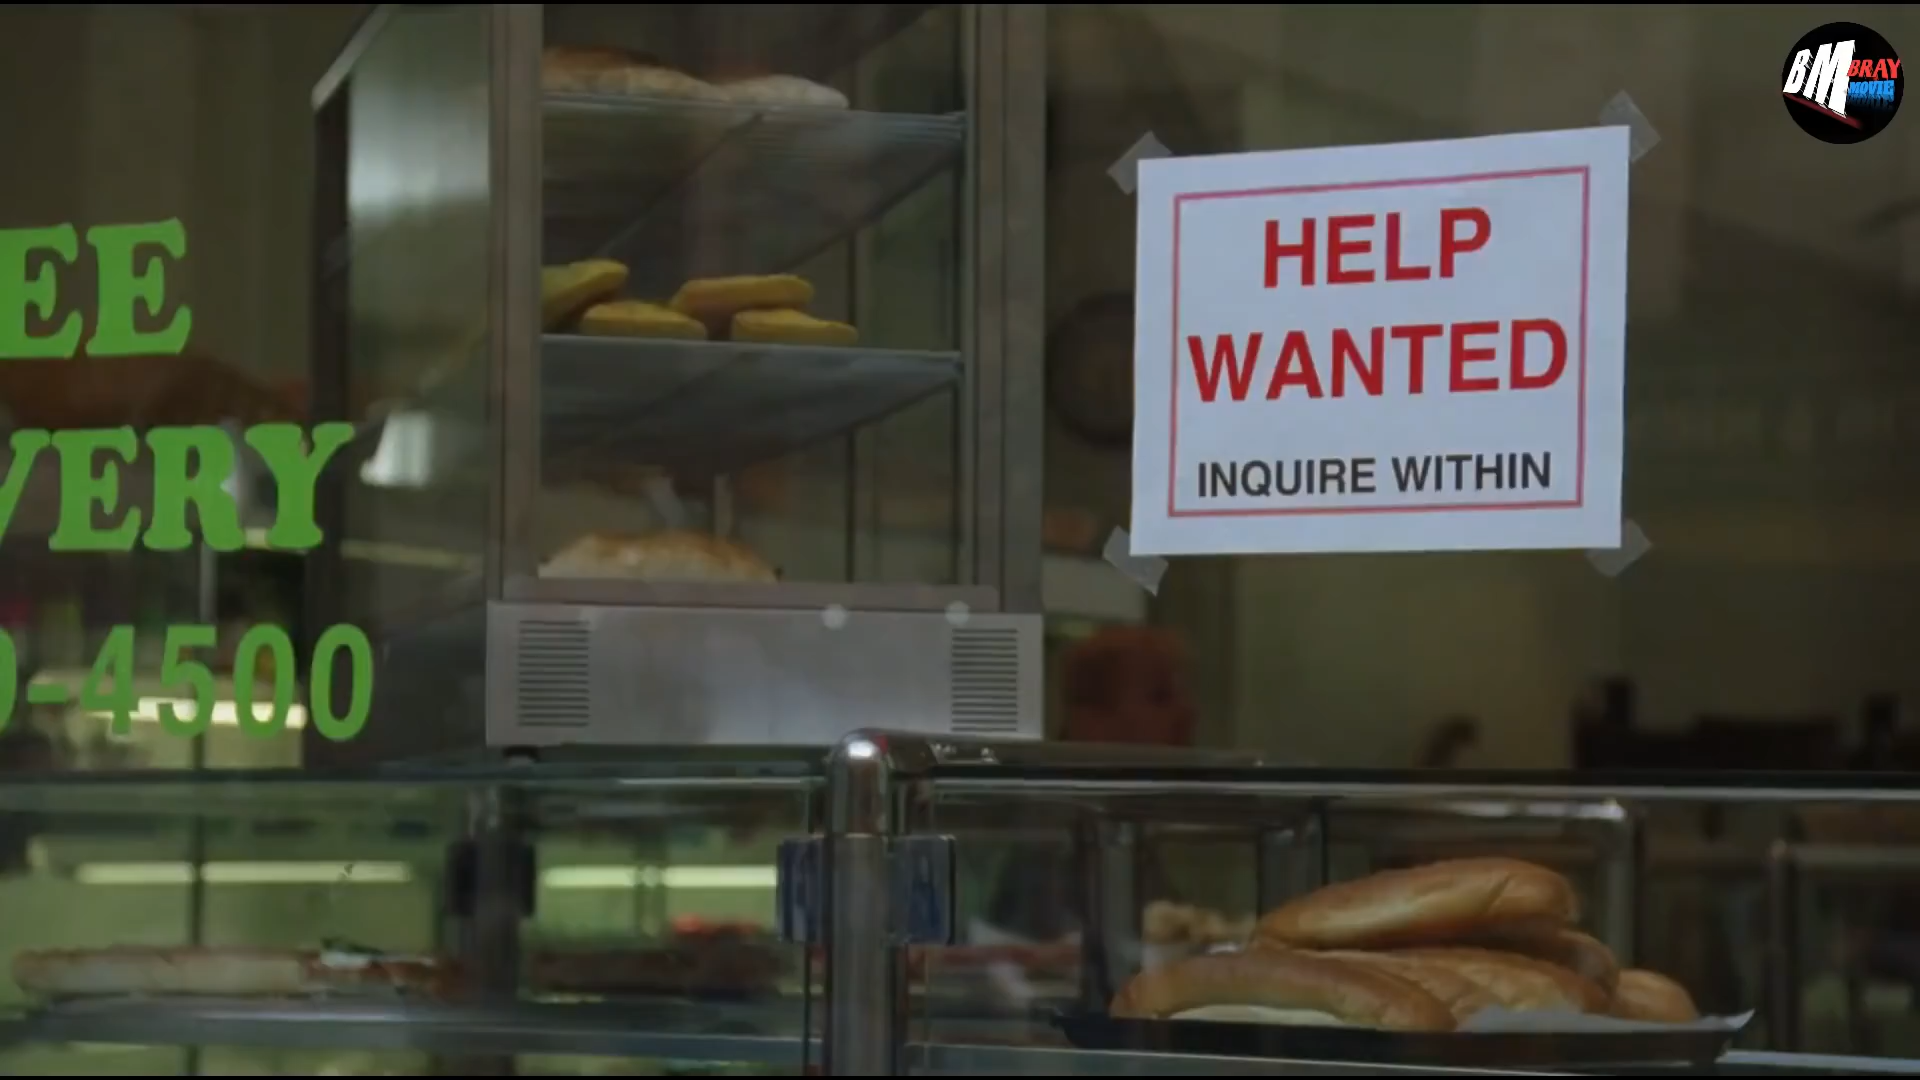 BM BRAY
MOVIE
EE
VERY
-4500
HELP
WANTED
INQUIRE WITHIN